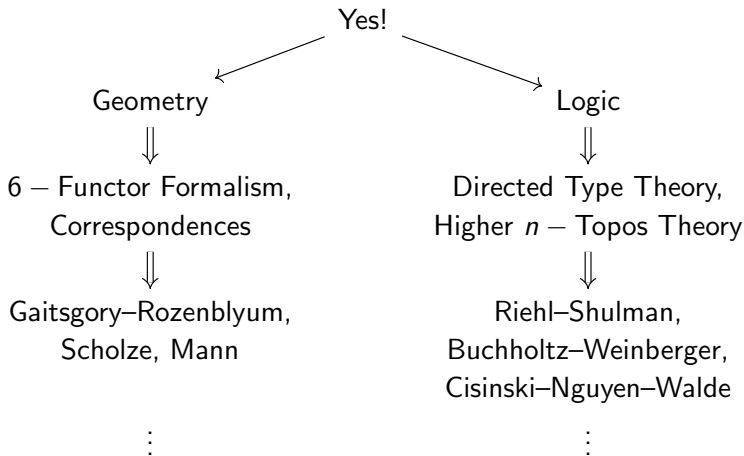 Yes!
Geometry
Logic
6 – Functor Formalism,
Correspondences
Directed Type Theory,
Higher n – Topos Theory
Gaitsgory–Rozenblyum,
Scholze, Mann
Riehl–Shulman,
Buchholtz–Weinberger,
Cisinski–Nguyen–Walde
⋮
⋮